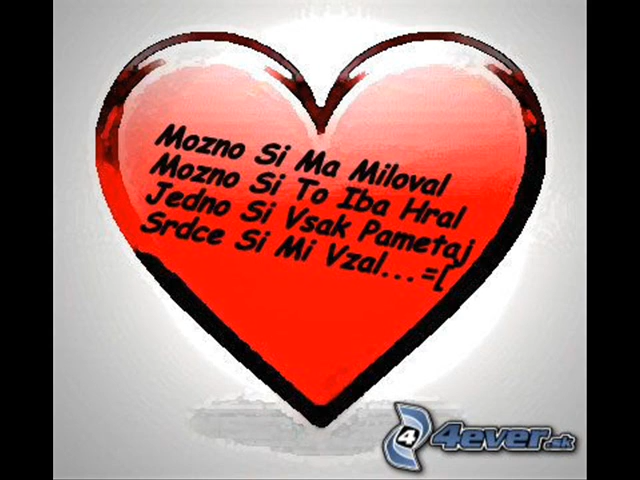 Mozno Si Ma Miloval
Mozno Si To Iba Hral
Jedno Si Vsak Pametaj
Srdce Si Mi Vzal...=[
4 4ever.sk